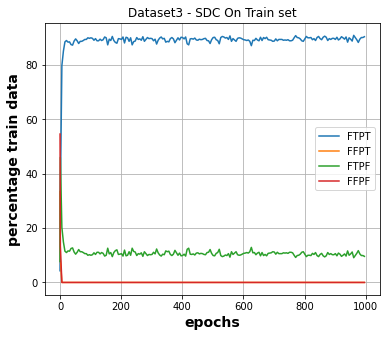 Dataset3 - SDC On Train set
percentage train data
80
60
40
20
0
FTPT
FFPT
FTPF
FFPF
0 200 400 600 800 1000
epochs